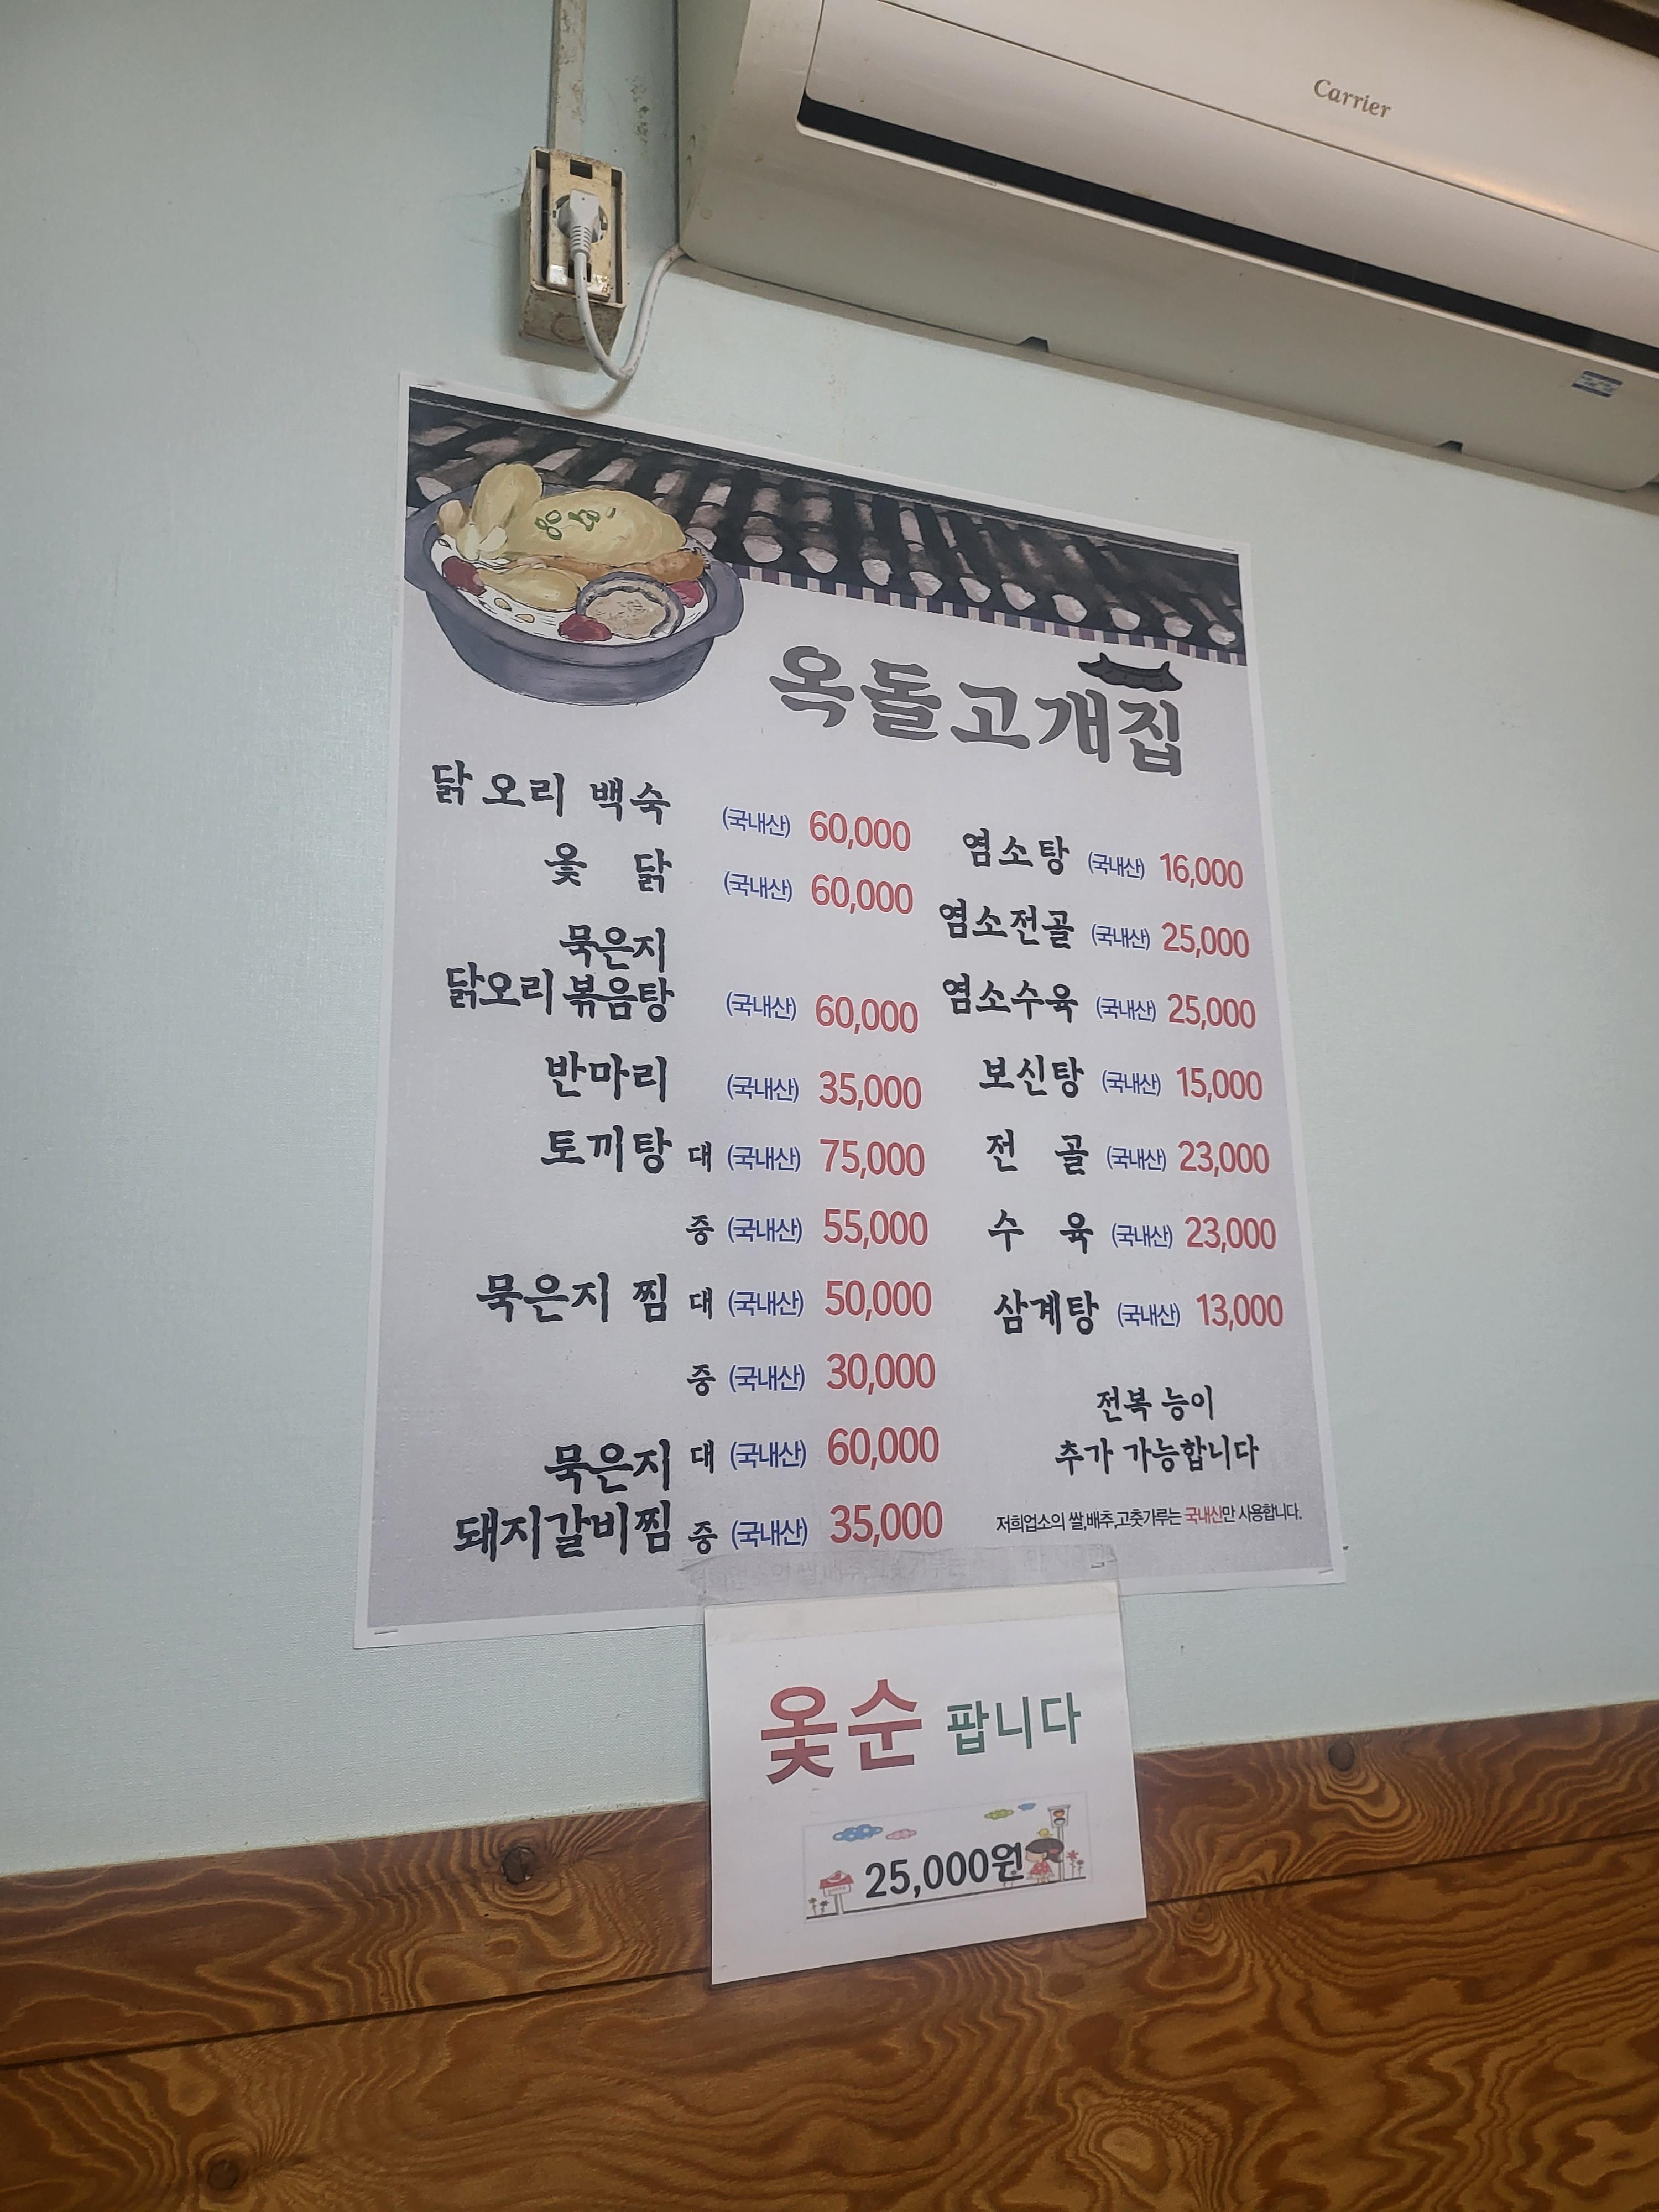 Carrier
옥돌고개집
닭 오리 백숙 (국내산) 60,000
옻 닭 (국내산) 60,000
묵은지
닭오리 볶음탕 (국내산) 60,000
반마리 (국내산) 35,000
토끼탕 대 (국내산) 75,000
중 (국내산) 55,000
묵은지 찜 대 (국내산) 50,000
중 (국내산) 30,000
묵은지 대 (국내산) 60,000
돼지갈비찜 중 (국내산) 35,000
염소탕 (국내산) 16,000
염소전골 (국내산) 25,000
염소수육 (국내산) 25,000
보신탕 (국내산) 15,000
전 골 (국내산) 23,000
수 육 (국내산) 23,000
삼계탕 (국내산) 13,000
전복 능이
추가 가능합니다
저희업소의 쌀,배추,고춧가루는 국내산만 사용합니다.
옻순 팝니다
25,000원